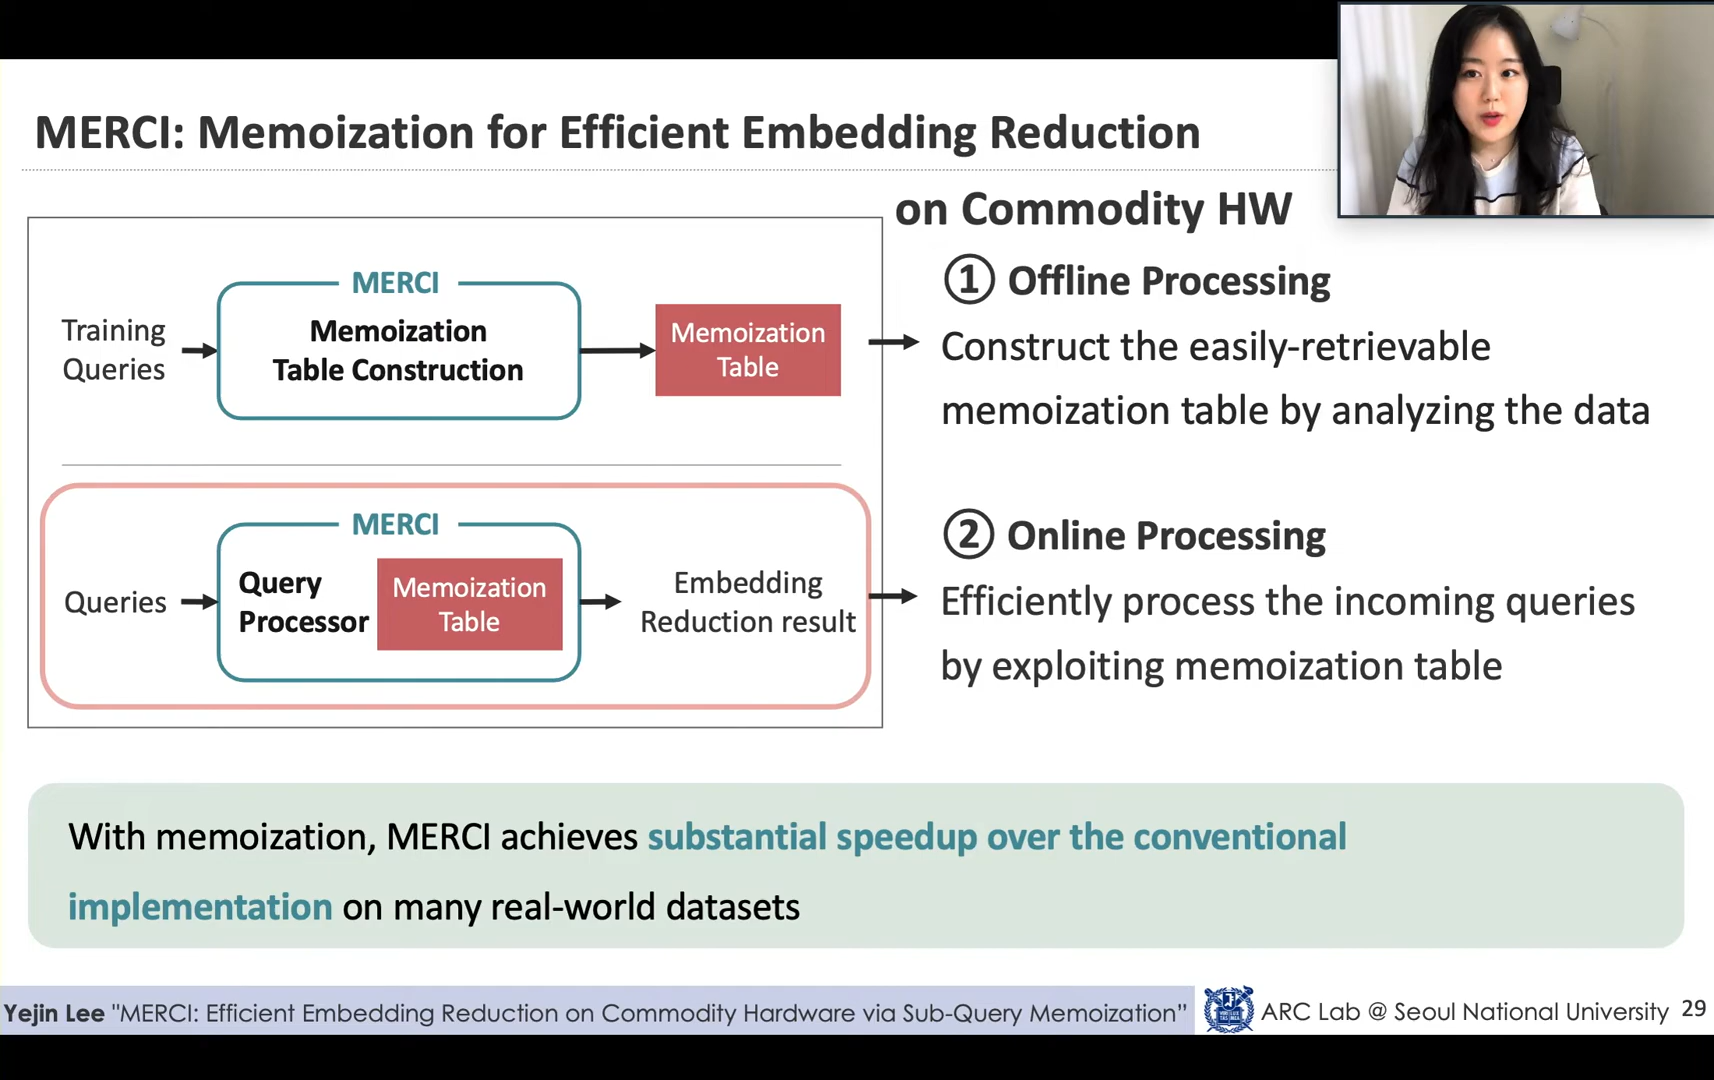 MERCI: Memoization for Efficient Embedding Reduction
on Commodity HW
MERCI
Training
Queries
Memoization
Table Construction
Memoization
Table
① Offline Processing
Construct the easily-retrievable
memoization table by analyzing the data
MERCI
Queries
Query
Processor
Memoization
Table
Embedding
Reduction result
② Online Processing
Efficiently process the incoming queries
by exploiting memoization table
With memoization, MERCI achieves substantial speedup over the conventional
implementation on many real-world datasets
Yejin Lee "MERCI: Efficient Embedding Reduction on Commodity Hardware via Sub-Query Memoization”
ARC Lab @ Seoul National University 29